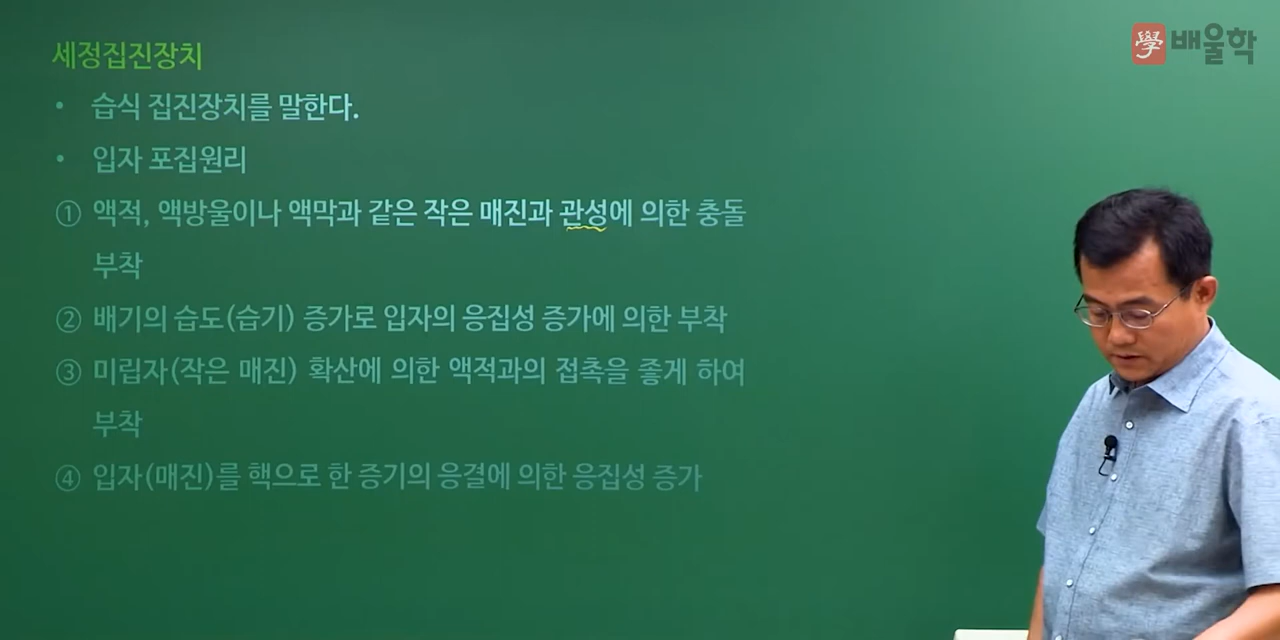 學 배울학
세정집진장치
• 습식 집진장치를 말한다.
• 입자 포집원리
① 액적, 액방울이나 액막과 같은 작은 매진과 관성에 의한 충돌
부착
② 배기의 습도(습기) 증가로 입자의 응집성 증가에 의한 부착
③ 미립자(작은 매진) 확산에 의한 액적과의 접촉을 좋게 하여
부착
④ 입자(매진)를 핵으로 한 증기의 응결에 의한 응집성 증가